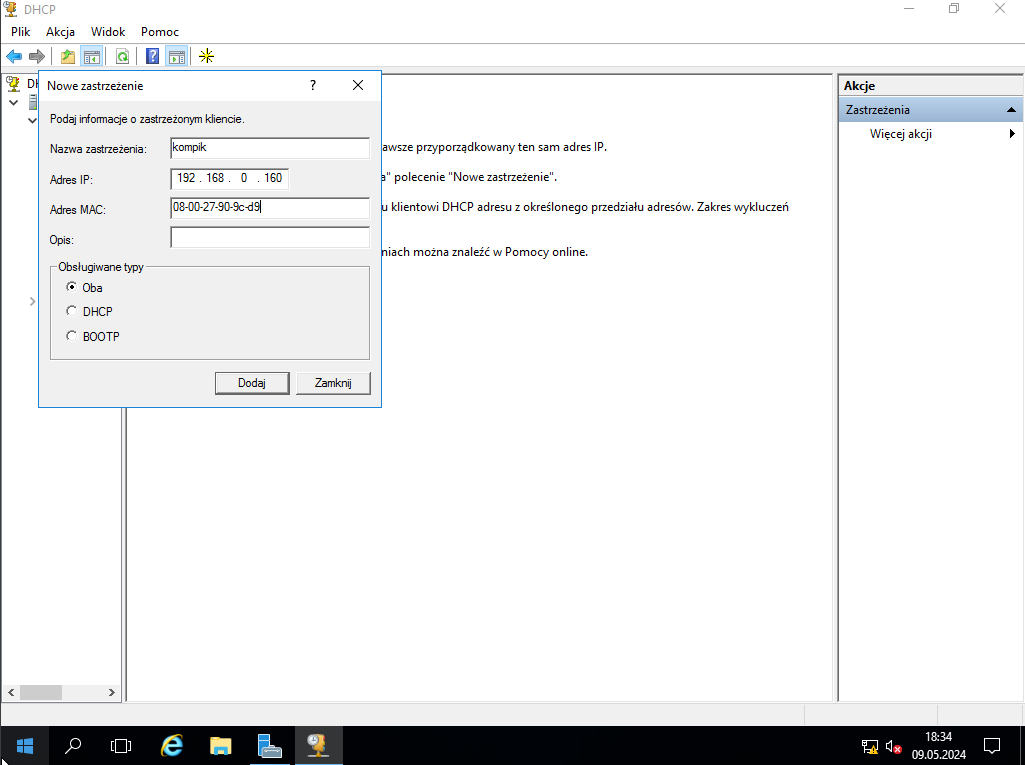 DHCP
Plik Akcja Widok Pomoc
DH
Nowe zastrzeżenie
?
Podaj informacje o zastrzeżonym kliencie.
Nazwa zastrzeżenia: kompik
Adres IP: 192 . 168 . 0 . 160
Adres MAC: 08-00-27-90-9c-d9
Opis:
Obsługiwane typy
Oba
DHCP
BOOTP
Dodaj Zamknij
awsze przyporządkowany ten sam adres IP.
a" polecenie "Nowe zastrzeżenie".
u klientowi DHCP adresu z określonego przedziału adresów. Zakres wykluczeń
niach można znaleźć w Pomocy online.
Akcje
Zastrzeżenia
Więcej akcji
18:34
09.05.2024